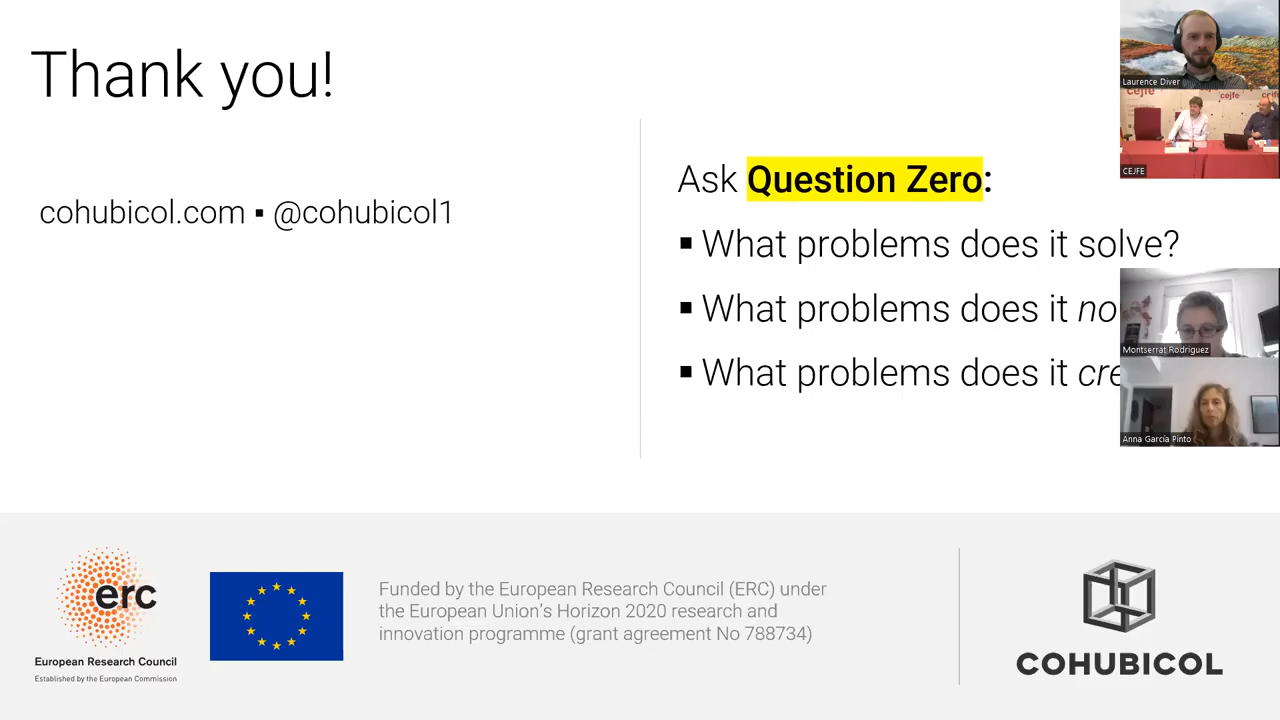 Thank you!
cohubicol.com ▪ @cohubicol1
Ask Question Zero:
▪ What problems does it solve?
▪ What problems does it
▪ What problems does it
Laurence Diver
cejfe
cejfe
CEJFE
Montserrat Rodriguez
Anna García Pinto
erc
European Research Council
Established by the European Commission
Funded by the European Research Council (ERC) under
the European Union's Horizon 2020 research and
innovation programme (grant agreement No 788734)
COHUBICOL